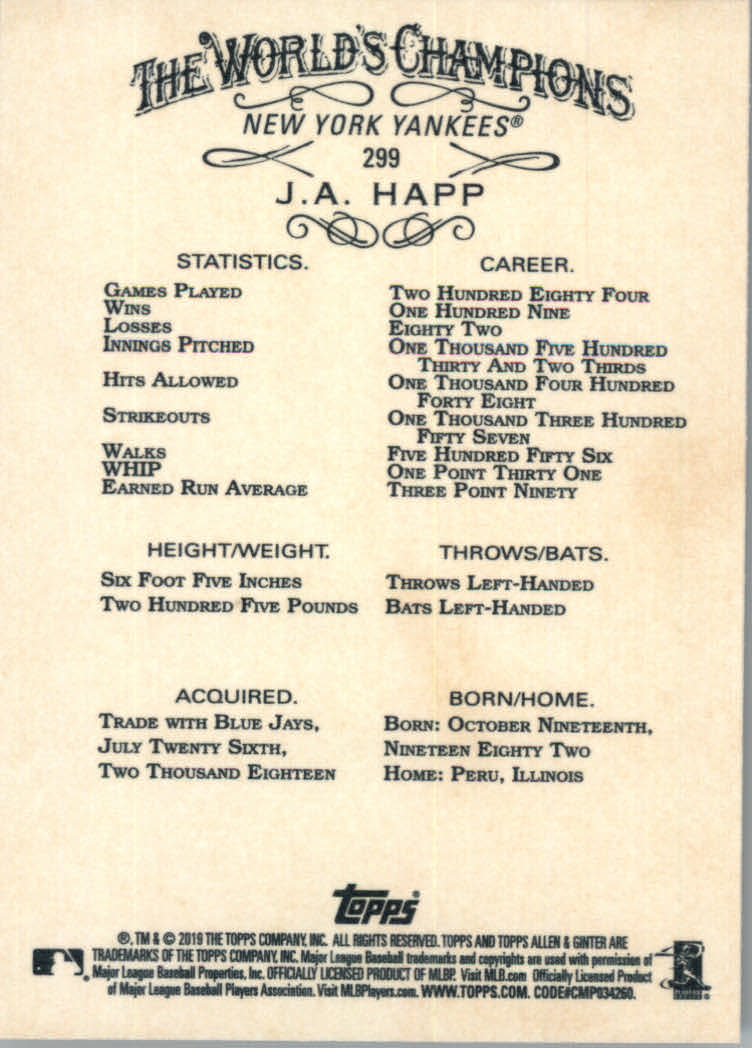 THE WORLD'S CHAMPIONS
NEW YORK YANKEES®
299
J.A. HAPP
STATISTICS. CAREER.
GAMES PLAYED TWO HUNDRED EIGHTY FOUR
WINS ONE HUNDRED NINE
LOSSES EIGHTY TWO
INNINGS PITCHED ONE THOUSAND FIVE HUNDRED
THIRTY AND TWO THIRDS
HITS ALLOWED ONE THOUSAND FOUR HUNDRED
FORTY EIGHT
STRIKEOUTS ONE THOUSAND THREE HUNDRED
FIFTY SEVEN
WALKS FIVE HUNDRED FIFTY SIX
WHIP ONE POINT THIRTY ONE
EARNED RUN AVERAGE THREE POINT NINETY
HEIGHT/WEIGHT. THROWS/BATS.
SIX FOOT FIVE INCHES THROWS LEFT-HANDED
TWO HUNDRED FIVE POUNDS BATS LEFT-HANDED
ACQUIRED. BORN/HOME.
TRADE WITH BLUE JAYS, BORN: OCTOBER NINETEENTH,
JULY TWENTY SIXTH, NINETEEN EIGHTY TWO
TWO THOUSAND EIGHTEEN HOME: PERU, ILLINOIS
topps®
®, TM & © 2019 THE TOPPS COMPANY, INC. ALL RIGHTS RESERVED. TOPPS AND TOPPS ALLEN & GINTER ARE
TRADEMARKS OF THE TOPPS COMPANY, INC. Major League Baseball trademarks and copyrights are used with permission of
Major League Baseball Properties, Inc. OFFICIALLY LICENSED PRODUCT OF MLBP. Visit MLB.com Officially Licensed Product
of Major League Baseball Players Association. Visit MLBPlayers.com. WWW.TOPPS.COM. CODE#CMP034260.